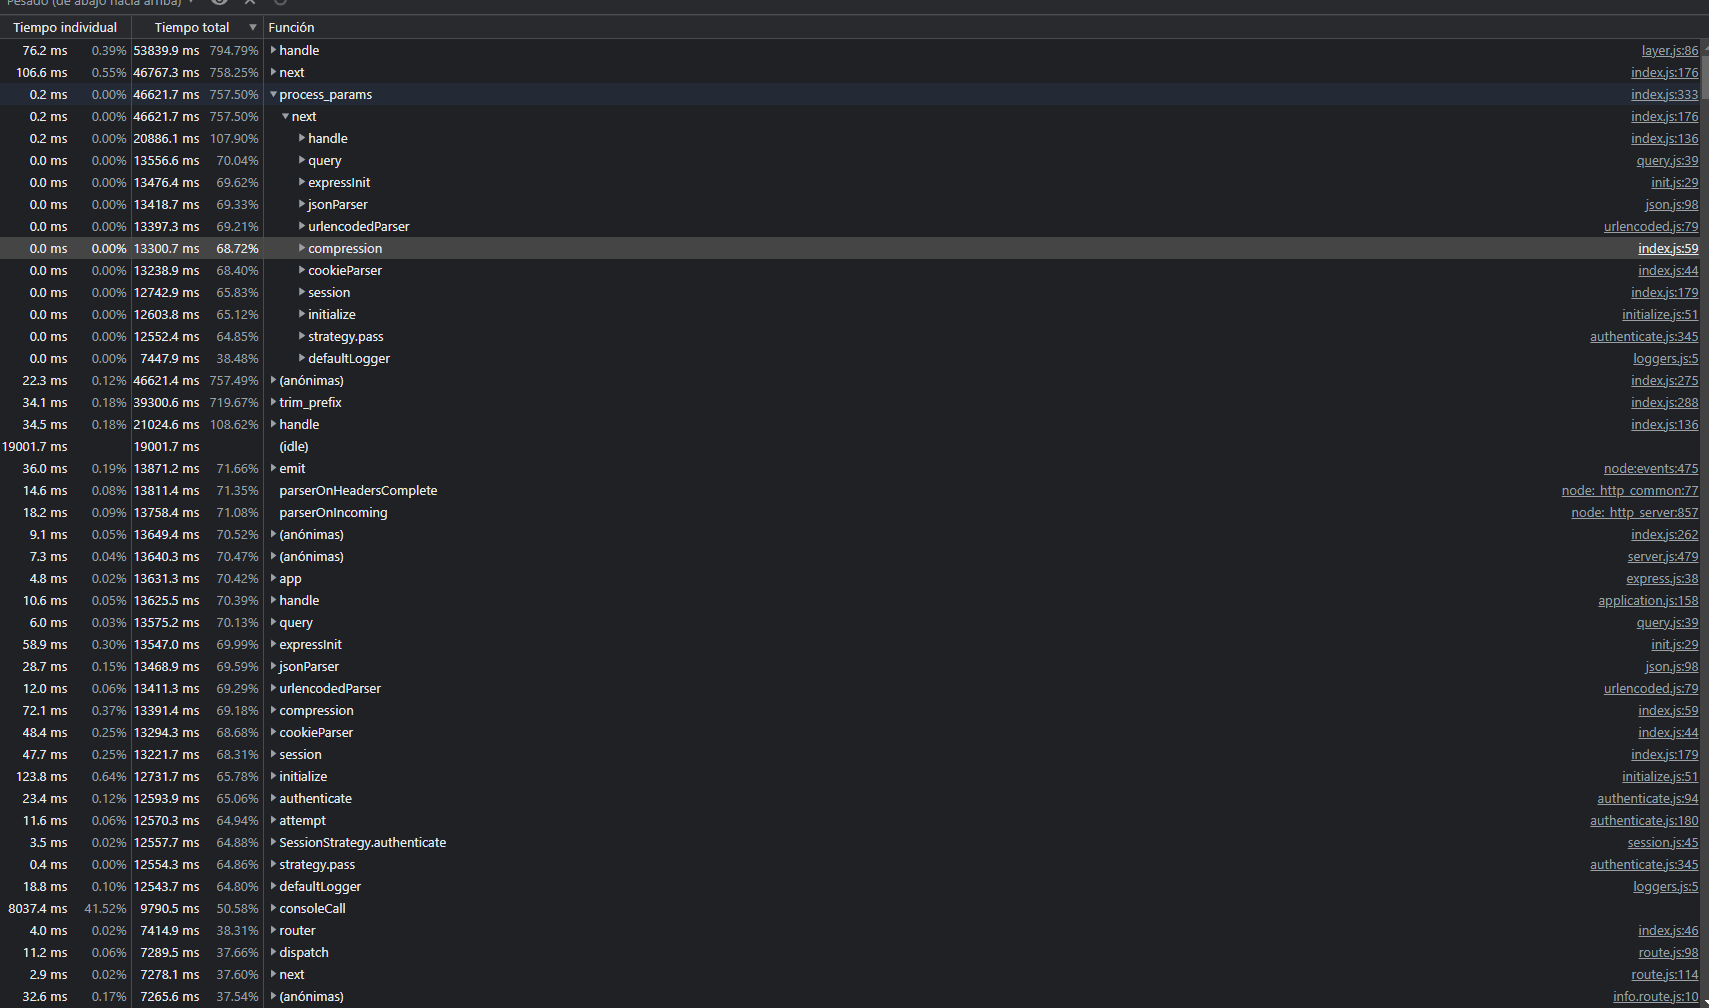 Pesado (de abajo hacia arriba)
Tiempo individual Tiempo total Función
76.2 ms 0.39% 53839.9 ms 794.79% handle layer.js:86
106.6 ms 0.55% 46767.3 ms 758.25% next index.js:176
0.2 ms 0.00% 46621.7 ms 757.50% process_params index.js:333
0.2 ms 0.00% 46621.7 ms 757.50% next index.js:176
0.2 ms 0.00% 20886.1 ms 107.90% handle index.js:136
0.0 ms 0.00% 13556.6 ms 70.04% query query.js:39
0.0 ms 0.00% 13476.4 ms 69.62% expressInit init.js:29
0.0 ms 0.00% 13418.7 ms 69.33% jsonParser json.js:98
0.0 ms 0.00% 13397.3 ms 69.21% urlencodedParser urlencoded.js:79
0.0 ms 0.00% 13300.7 ms 68.72% compression index.js:59
0.0 ms 0.00% 13238.9 ms 68.40% cookieParser index.js:44
0.0 ms 0.00% 12742.9 ms 65.83% session index.js:179
0.0 ms 0.00% 12603.8 ms 65.12% initialize initialize.js:51
0.0 ms 0.00% 12552.4 ms 64.85% strategy.pass authenticate.js:345
0.0 ms 0.00% 7447.9 ms 38.48% defaultLogger loggers.js:5
22.3 ms 0.12% 46621.4 ms 757.49% (anónimas) index.js:275
34.1 ms 0.18% 39300.6 ms 719.67% trim_prefix index.js:288
34.5 ms 0.18% 21024.6 ms 108.62% handle index.js:136
19001.7 ms 19001.7 ms (idle)
36.0 ms 0.19% 13871.2 ms 71.66% emit node:events:475
14.6 ms 0.08% 13811.4 ms 71.35% parserOnHeadersComplete node:_http_common:77
18.2 ms 0.09% 13758.4 ms 71.08% parserOnIncoming node:_http_server:857
9.1 ms 0.05% 13649.4 ms 70.52% (anónimas) index.js:262
7.3 ms 0.04% 13640.3 ms 70.47% (anónimas) server.js:479
4.8 ms 0.02% 13631.3 ms 70.42% app express.js:38
10.6 ms 0.05% 13625.5 ms 70.39% handle application.js:158
6.0 ms 0.03% 13575.2 ms 70.13% query query.js:39
58.9 ms 0.30% 13547.0 ms 69.99% expressInit init.js:29
28.7 ms 0.15% 13468.9 ms 69.59% jsonParser json.js:98
12.0 ms 0.06% 13411.3 ms 69.29% urlencodedParser urlencoded.js:79
72.1 ms 0.37% 13391.4 ms 69.18% compression index.js:59
48.4 ms 0.25% 13294.3 ms 68.68% cookieParser index.js:44
47.7 ms 0.25% 13221.7 ms 68.31% session index.js:179
123.8 ms 0.64% 12731.7 ms 65.78% initialize initialize.js:51
23.4 ms 0.12% 12593.9 ms 65.06% authenticate authenticate.js:94
11.6 ms 0.06% 12570.3 ms 64.94% attempt authenticate.js:180
3.5 ms 0.02% 12557.7 ms 64.88% SessionStrategy.authenticate session.js:45
0.4 ms 0.00% 12554.3 ms 64.86% strategy.pass authenticate.js:345
18.8 ms 0.10% 12543.7 ms 64.80% defaultLogger loggers.js:5
8037.4 ms 41.52% 9790.5 ms 50.58% consoleCall
4.0 ms 0.02% 7414.9 ms 38.31% router index.js:46
11.2 ms 0.06% 7289.5 ms 37.66% dispatch route.js:98
2.9 ms 0.02% 7278.1 ms 37.60% next route.js:114
32.6 ms 0.17% 7265.6 ms 37.54% (anónimas) info.route.js:10